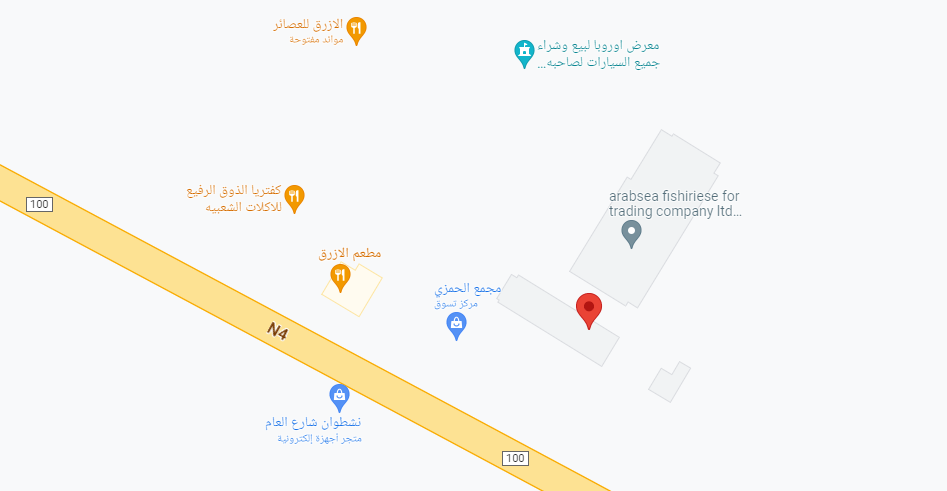 الازرق للعصائر
موائد مفتوحة
معرض اوروبا لبيع وشراء
جميع السيارات لصاحبه...
كفتريا الذوق الرفيع
للاكلات الشعبيه
100
arabsea fishiriese for
trading company ltd...
مطعم الازرق
مجمع الحمزي
مركز تسوق
N4
نشطوان شارع العام
متجر أجهزة إلكترونية
100